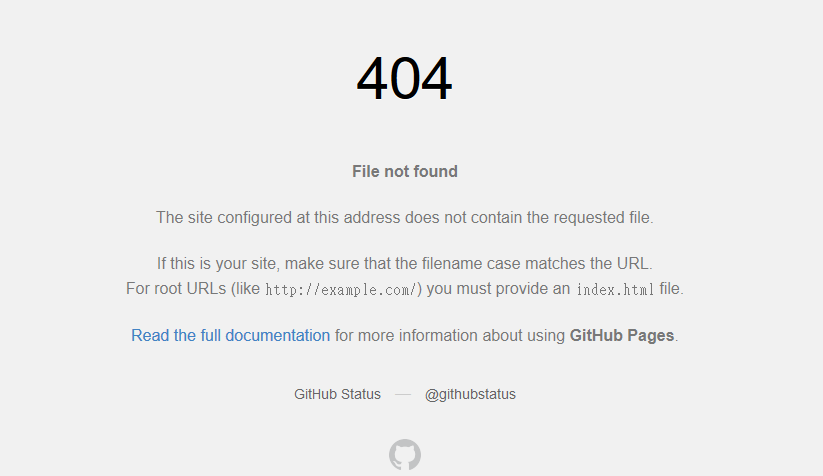 404
File not found
The site configured at this address does not contain the requested file.
If this is your site, make sure that the filename case matches the URL.
For root URLs (like http://example.com/) you must provide an index.html file.
Read the full documentation for more information about using GitHub Pages.
GitHub Status — @githubstatus